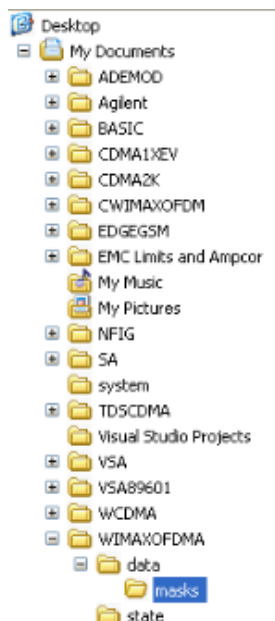 Desktop
My Documents
ADEMOD
Agilent
BASIC
CDMA1XEV
CDMA2K
CWIMAXOFDM
EDGEGSM
EMC Limits and Ampcor
My Music
My Pictures
NFIG
SA
system
TDSCDMA
Visual Studio Projects
VSA
VSA89601
WCDMA
WIMAXOFDMA
data
masks
state